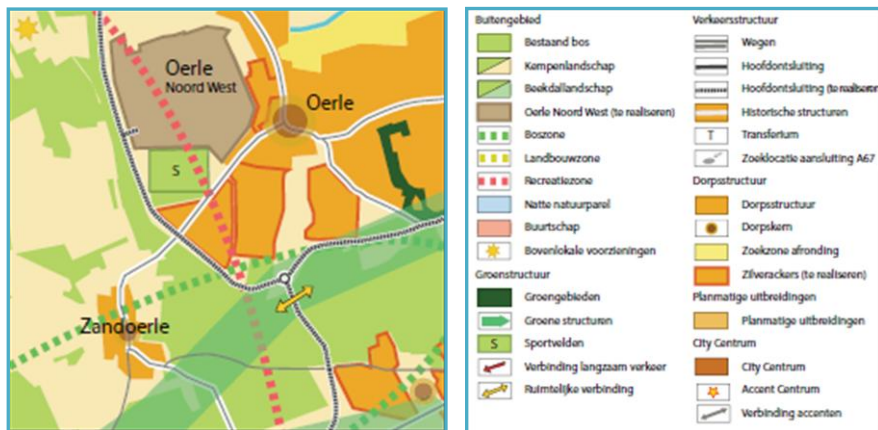 Oerle
Noord West
Oerle
S
Zandoerle
Buitengebied
Bestaand bos
Kempenlandschap
Beekdallandschap
Oerle Noord West (te realiseren)
Boszone
Landbouwzone
Recreatiezone
Natte natuurparel
Buurtschap
Bovenlokale voorzieningen
Groenstructuur
Groengebieden
Groene structuren
S
Sportvelden
Verbinding langzaam verkeer
Ruimtelijke verbinding
Verkeersstructuur
Wegen
Hoofdontsluiting
Hoofdontsluiting (te realiseren
Historische structuren
T
Transferium
Zoeklocatie aansluiting A67
Dorpsstructuur
Dorpsstructuur
Dorpskern
Zoekzone afronding
Zilverackers (te realiseren)
Planmatige uitbreidingen
Planmatige uitbreidingen
City Centrum
City Centrum
Accent Centrum
Verbinding accenten